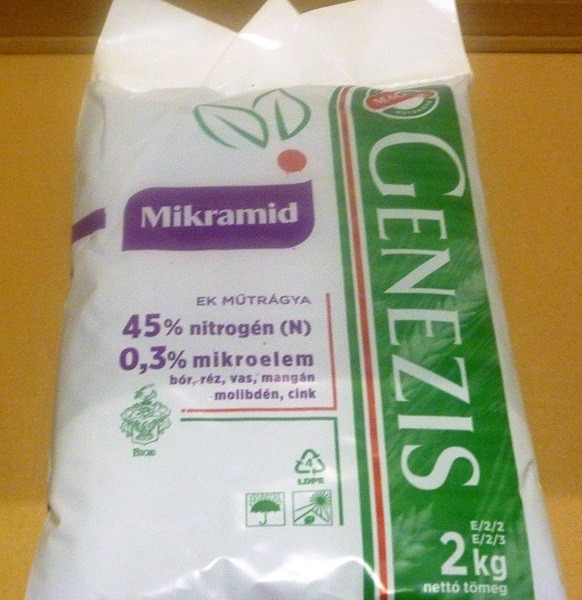 Mikramid
EK MŰTRÁGYA
45% nitrogén (N)
0,3% mikroelem
bór, réz, vas, mangán
molibdén, cink
4
LDPE
GENEZIS
E/2/2
E/2/3
2 kg
nettó tömeg